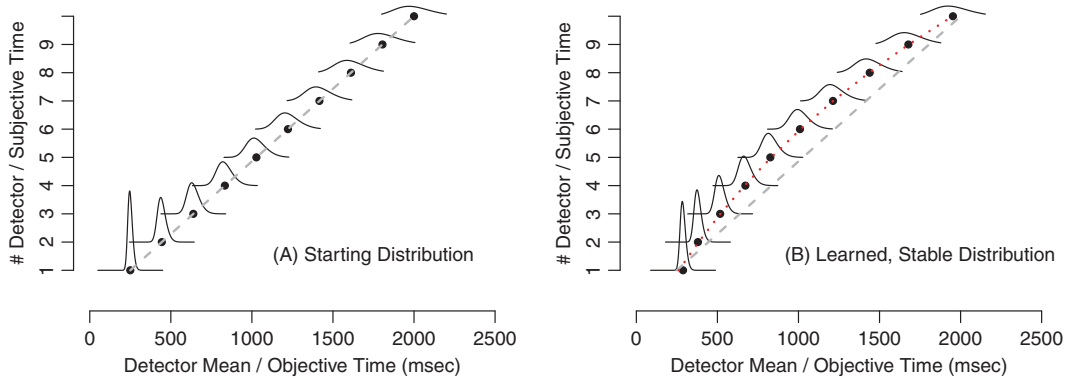 # Detector / Subjective Time
1 2 3 4 5 6 7 8 9
(A) Starting Distribution
0 500 1000 1500 2000 2500
Detector Mean / Objective Time (msec)
# Detector / Subjective Time
1 2 3 4 5 6 7 8 9
(B) Learned, Stable Distribution
0 500 1000 1500 2000 2500
Detector Mean / Objective Time (msec)